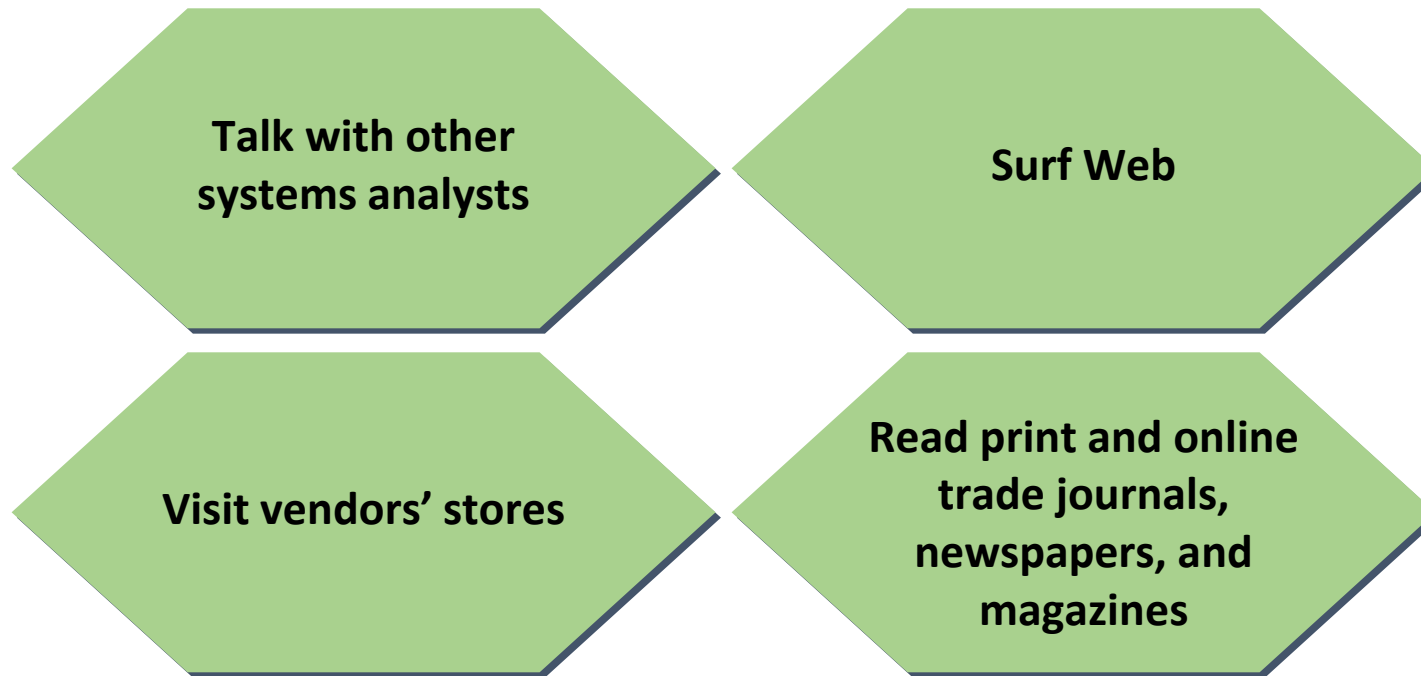 Talk with other
systems analysts
Surf Web
Visit vendors’ stores
Read print and online
trade journals,
newspapers, and
magazines